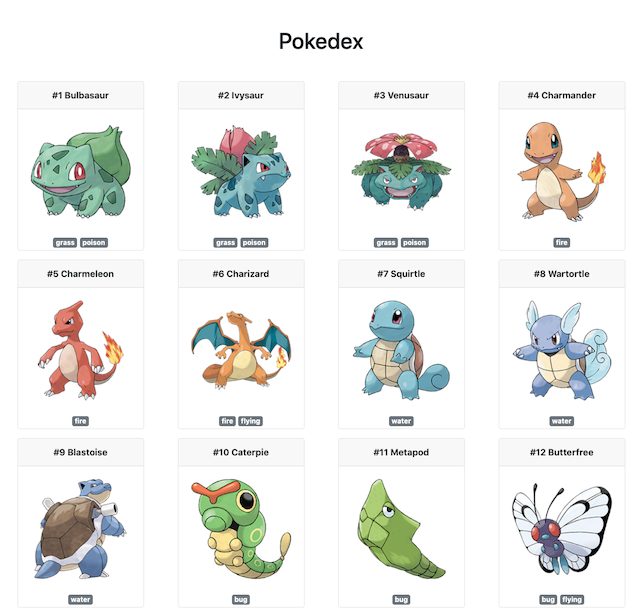 Pokedex
#1 Bulbasaur
#2 Ivysaur
#3 Venusaur
#4 Charmander
grass poison
grass poison
grass poison
fire
#5 Charmeleon
#6 Charizard
#7 Squirtle
#8 Wartortle
fire
fire flying
water
water
#9 Blastoise
#10 Caterpie
#11 Metapod
#12 Butterfree
water
bug
bug
bug flying